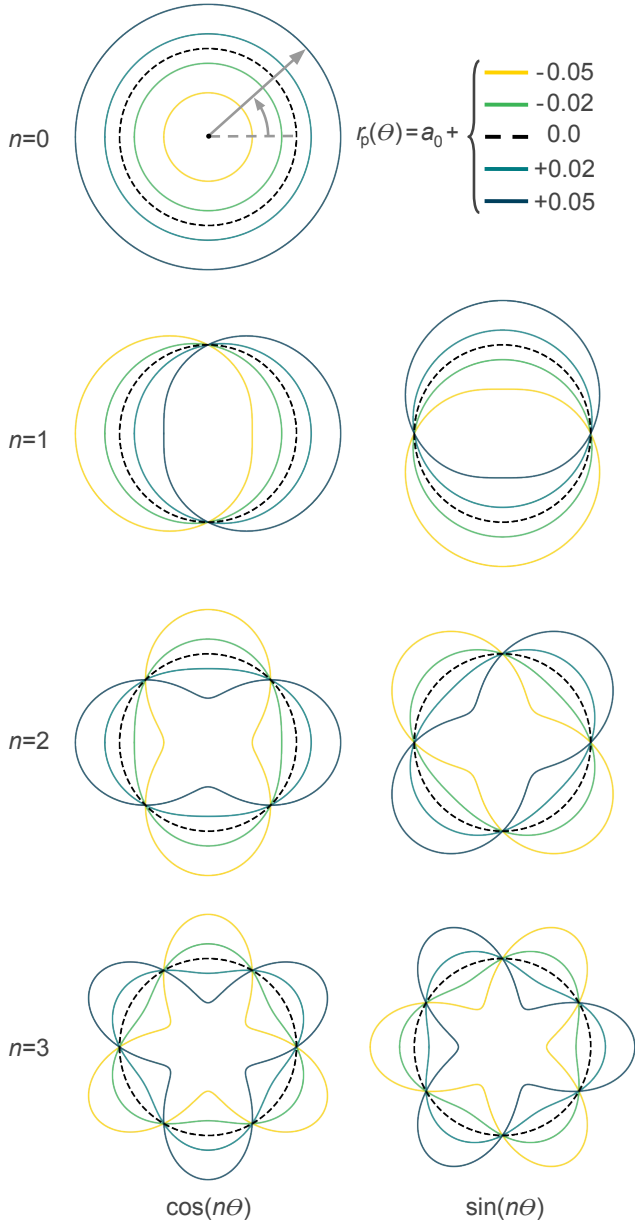 -0.05
-0.02
n=0
rₚ(Θ) = a₀ +
0.0
+0.02
+0.05
n=1
n=2
n=3
cos(nΘ)
sin(nΘ)